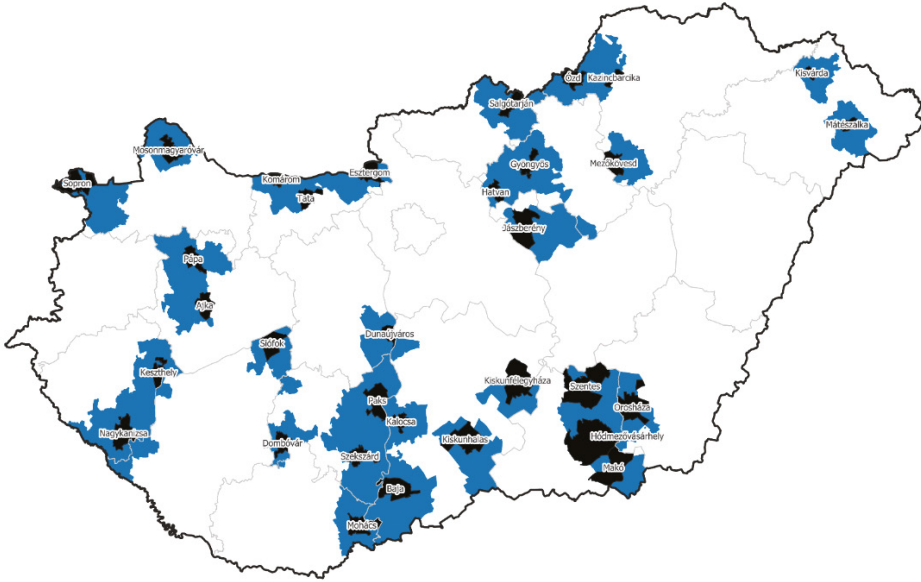 Ózd
Kazincbarcika
Kisvárda
Salgótarján
Mátészalka
Mosonmagyaróvár
Gyöngyös
Mezőkövesd
Esztergom
Komárom
Sopron
Hatvan
Tata
Jászberény
Pápa
Ajka
Dunaújváros
Siófok
Keszthely
Kiskunfélegyháza
Szentes
Paks
Orosháza
Kalocsa
Nagykanizsa
Hódmezővásárhely
Kiskunhalas
Dombóvár
Szekszárd
Makó
Baja
Mohács